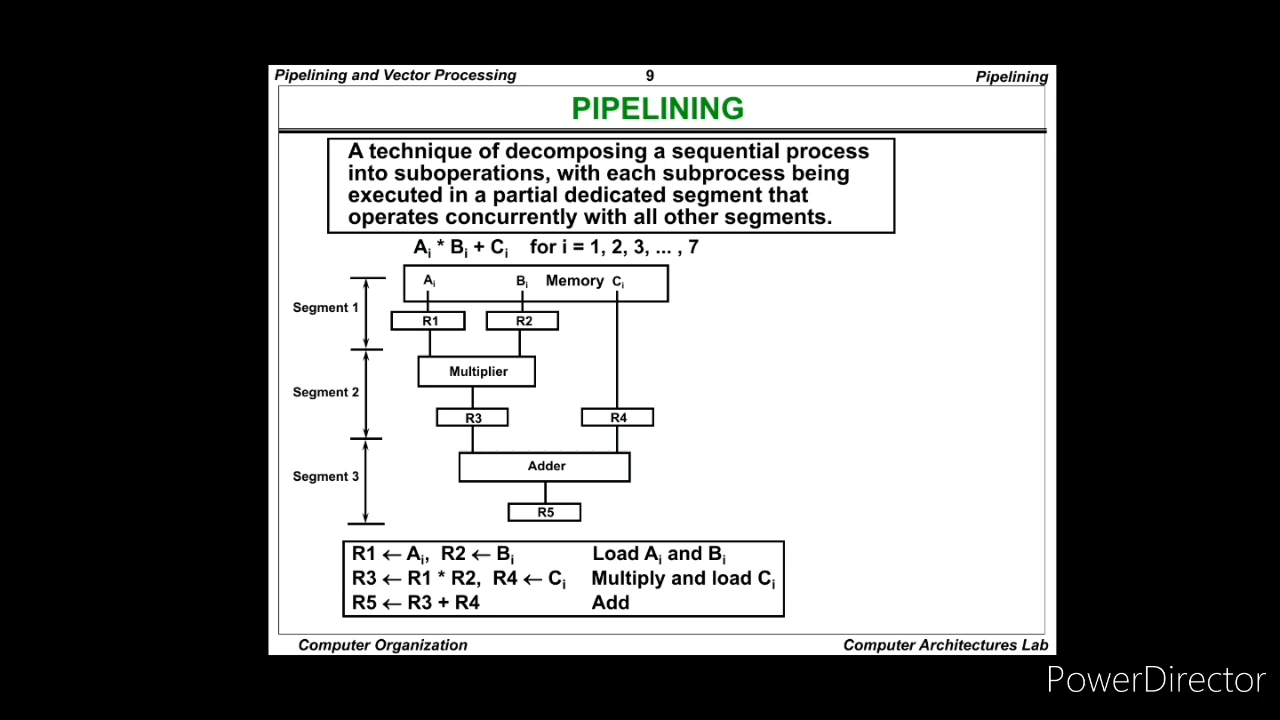 Pipelining and Vector Processing 9 Pipelining
PIPELINING
A technique of decomposing a sequential process
into suboperations, with each subprocess being
executed in a partial dedicated segment that
operates concurrently with all other segments.
Ai * Bi + Ci for i = 1, 2, 3, ... , 7
Ai Bi Memory Ci
Segment 1
R1 R2
Multiplier
Segment 2
R3 R4
Adder
Segment 3
R5
R1 ← Ai, R2 ← Bi Load Ai and Bi
R3 ← R1 * R2, R4 ← Ci Multiply and load Ci
R5 ← R3 + R4 Add
Computer Organization Computer Architectures Lab
PowerDirector